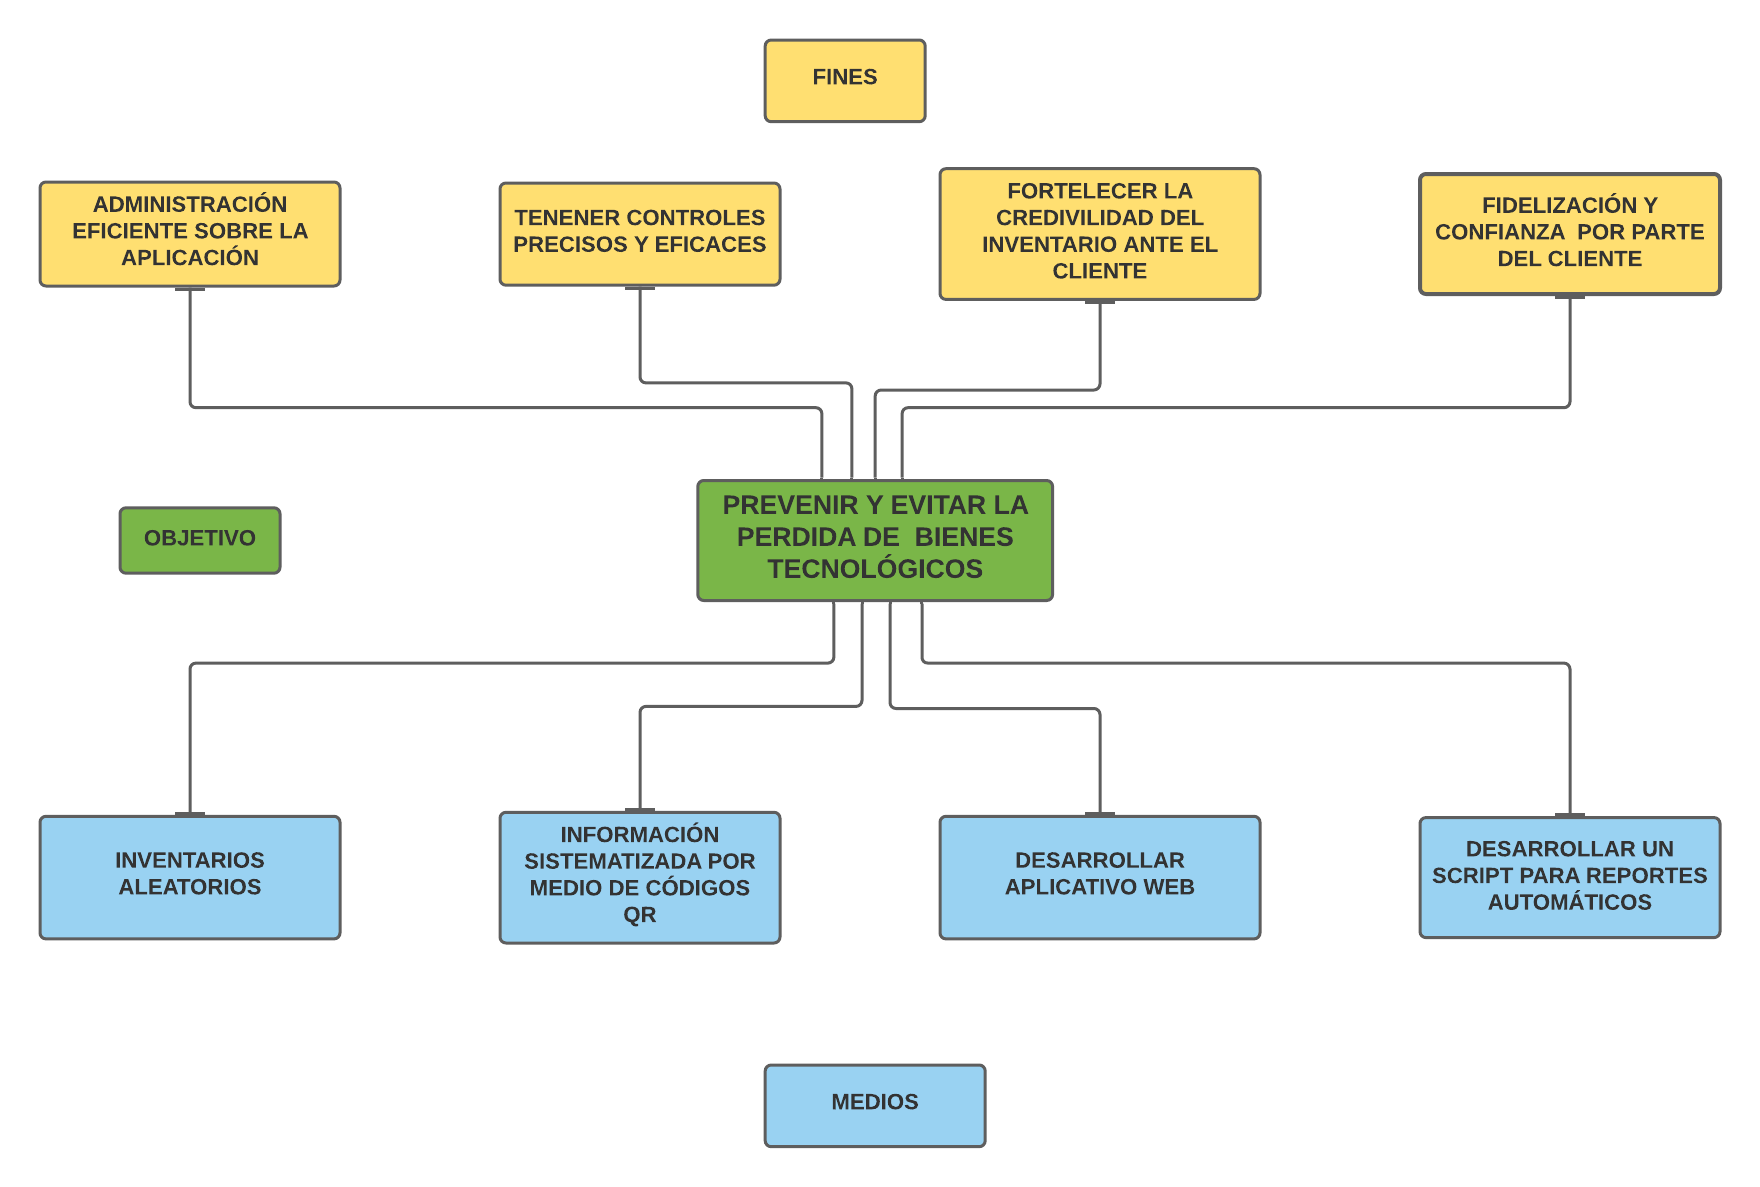 FINES
ADMINISTRACIÓN
EFICIENTE SOBRE LA
APLICACIÓN
TENENER CONTROLES
PRECISOS Y EFICACES
FORTELECER LA
CREDIVILIDAD DEL
INVENTARIO ANTE EL
CLIENTE
FIDELIZACIÓN Y
CONFIANZA  POR PARTE
DEL CLIENTE
OBJETIVO
PREVENIR Y EVITAR LA
PERDIDA DE  BIENES
TECNOLÓGICOS
INVENTARIOS
ALEATORIOS
INFORMACIÓN
SISTEMATIZADA POR
MEDIO DE CÓDIGOS
QR
DESARROLLAR
APLICATIVO WEB
DESARROLLAR UN
SCRIPT PARA REPORTES
AUTOMÁTICOS
MEDIOS